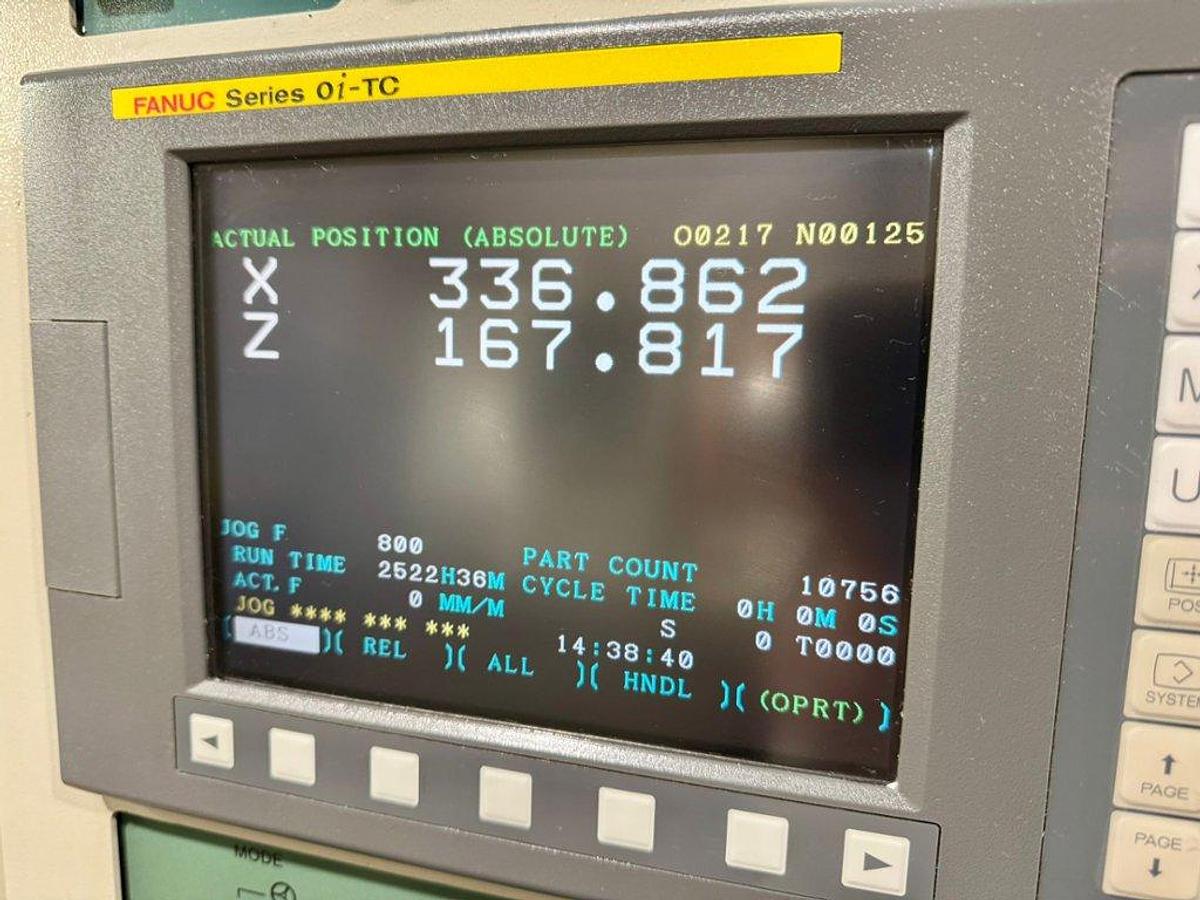 FANUC Series 0i-TC
ACTUAL POSITION (ABSOLUTE) O0217 N00125
X 336.862
Z 167.817
JOG F 800 PART COUNT 10756
RUN TIME 2522H36M CYCLE TIME 0H 0M 0S
ACT.F 0 MM/M S 0 T0000
JOG **** *** *** 14:38:40
( ABS )( REL )( ALL )( HNDL )( (OPRT) )
M
U
POS
SYSTEM
PAGE
PAGE
MODE